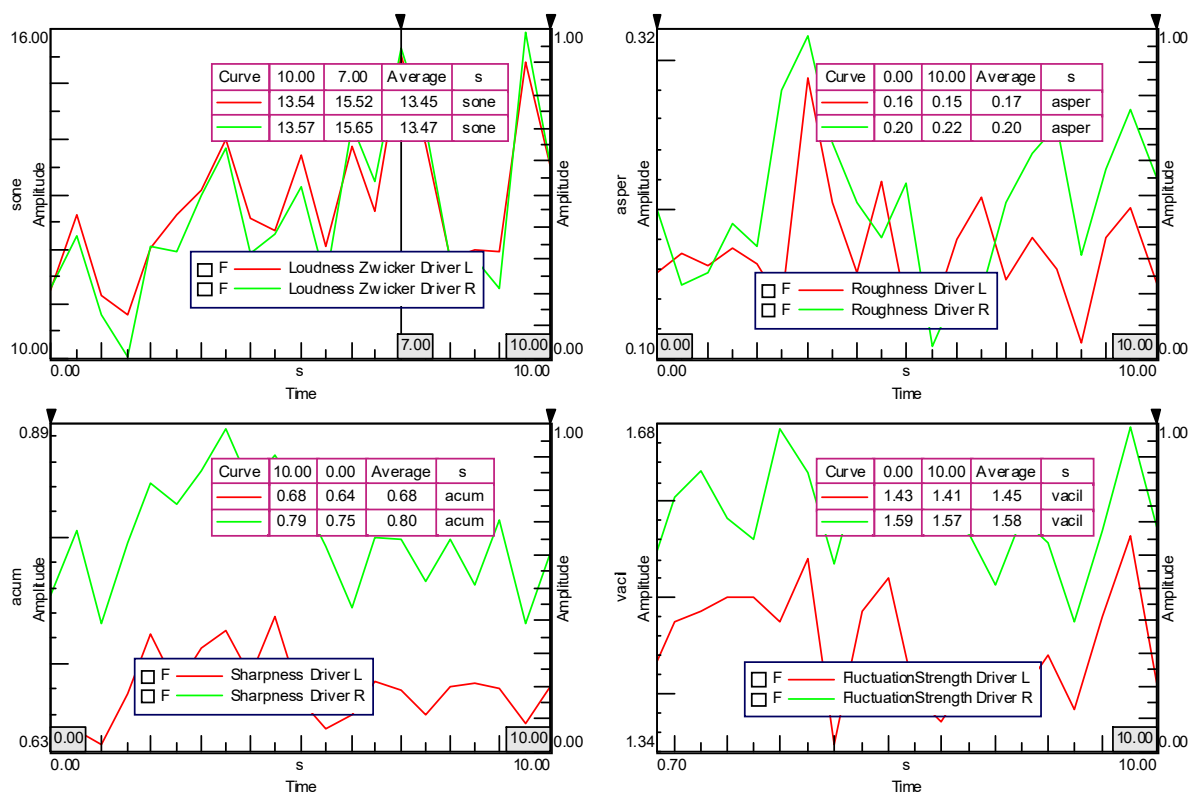 16.00
1.00
Curve 10.00 7.00 Average s
13.54 15.52 13.45 sone
13.57 15.65 13.47 sone
sone
Amplitude
Amplitude
F Loudness Zwicker Driver L
F Loudness Zwicker Driver R
7.00
10.00
10.00
0.00
0.00
s
10.00
Time
0.32
1.00
Curve 0.00 10.00 Average s
0.16 0.15 0.17 asper
0.20 0.22 0.20 asper
asper
Amplitude
Amplitude
F Roughness Driver L
F Roughness Driver R
0.00
10.00
0.10
0.00
0.00
s
10.00
Time
0.89
1.00
Curve 10.00 0.00 Average s
0.68 0.64 0.68 acum
0.79 0.75 0.80 acum
acum
Amplitude
Amplitude
F Sharpness Driver L
F Sharpness Driver R
0.00
10.00
0.63
0.00
0.00
s
10.00
Time
1.68
1.00
Curve 0.00 10.00 Average s
1.43 1.41 1.45 vacil
1.59 1.57 1.58 vacil
vacil
Amplitude
Amplitude
F FluctuationStrength Driver L
F FluctuationStrength Driver R
10.00
1.34
0.00
0.70
s
10.00
Time